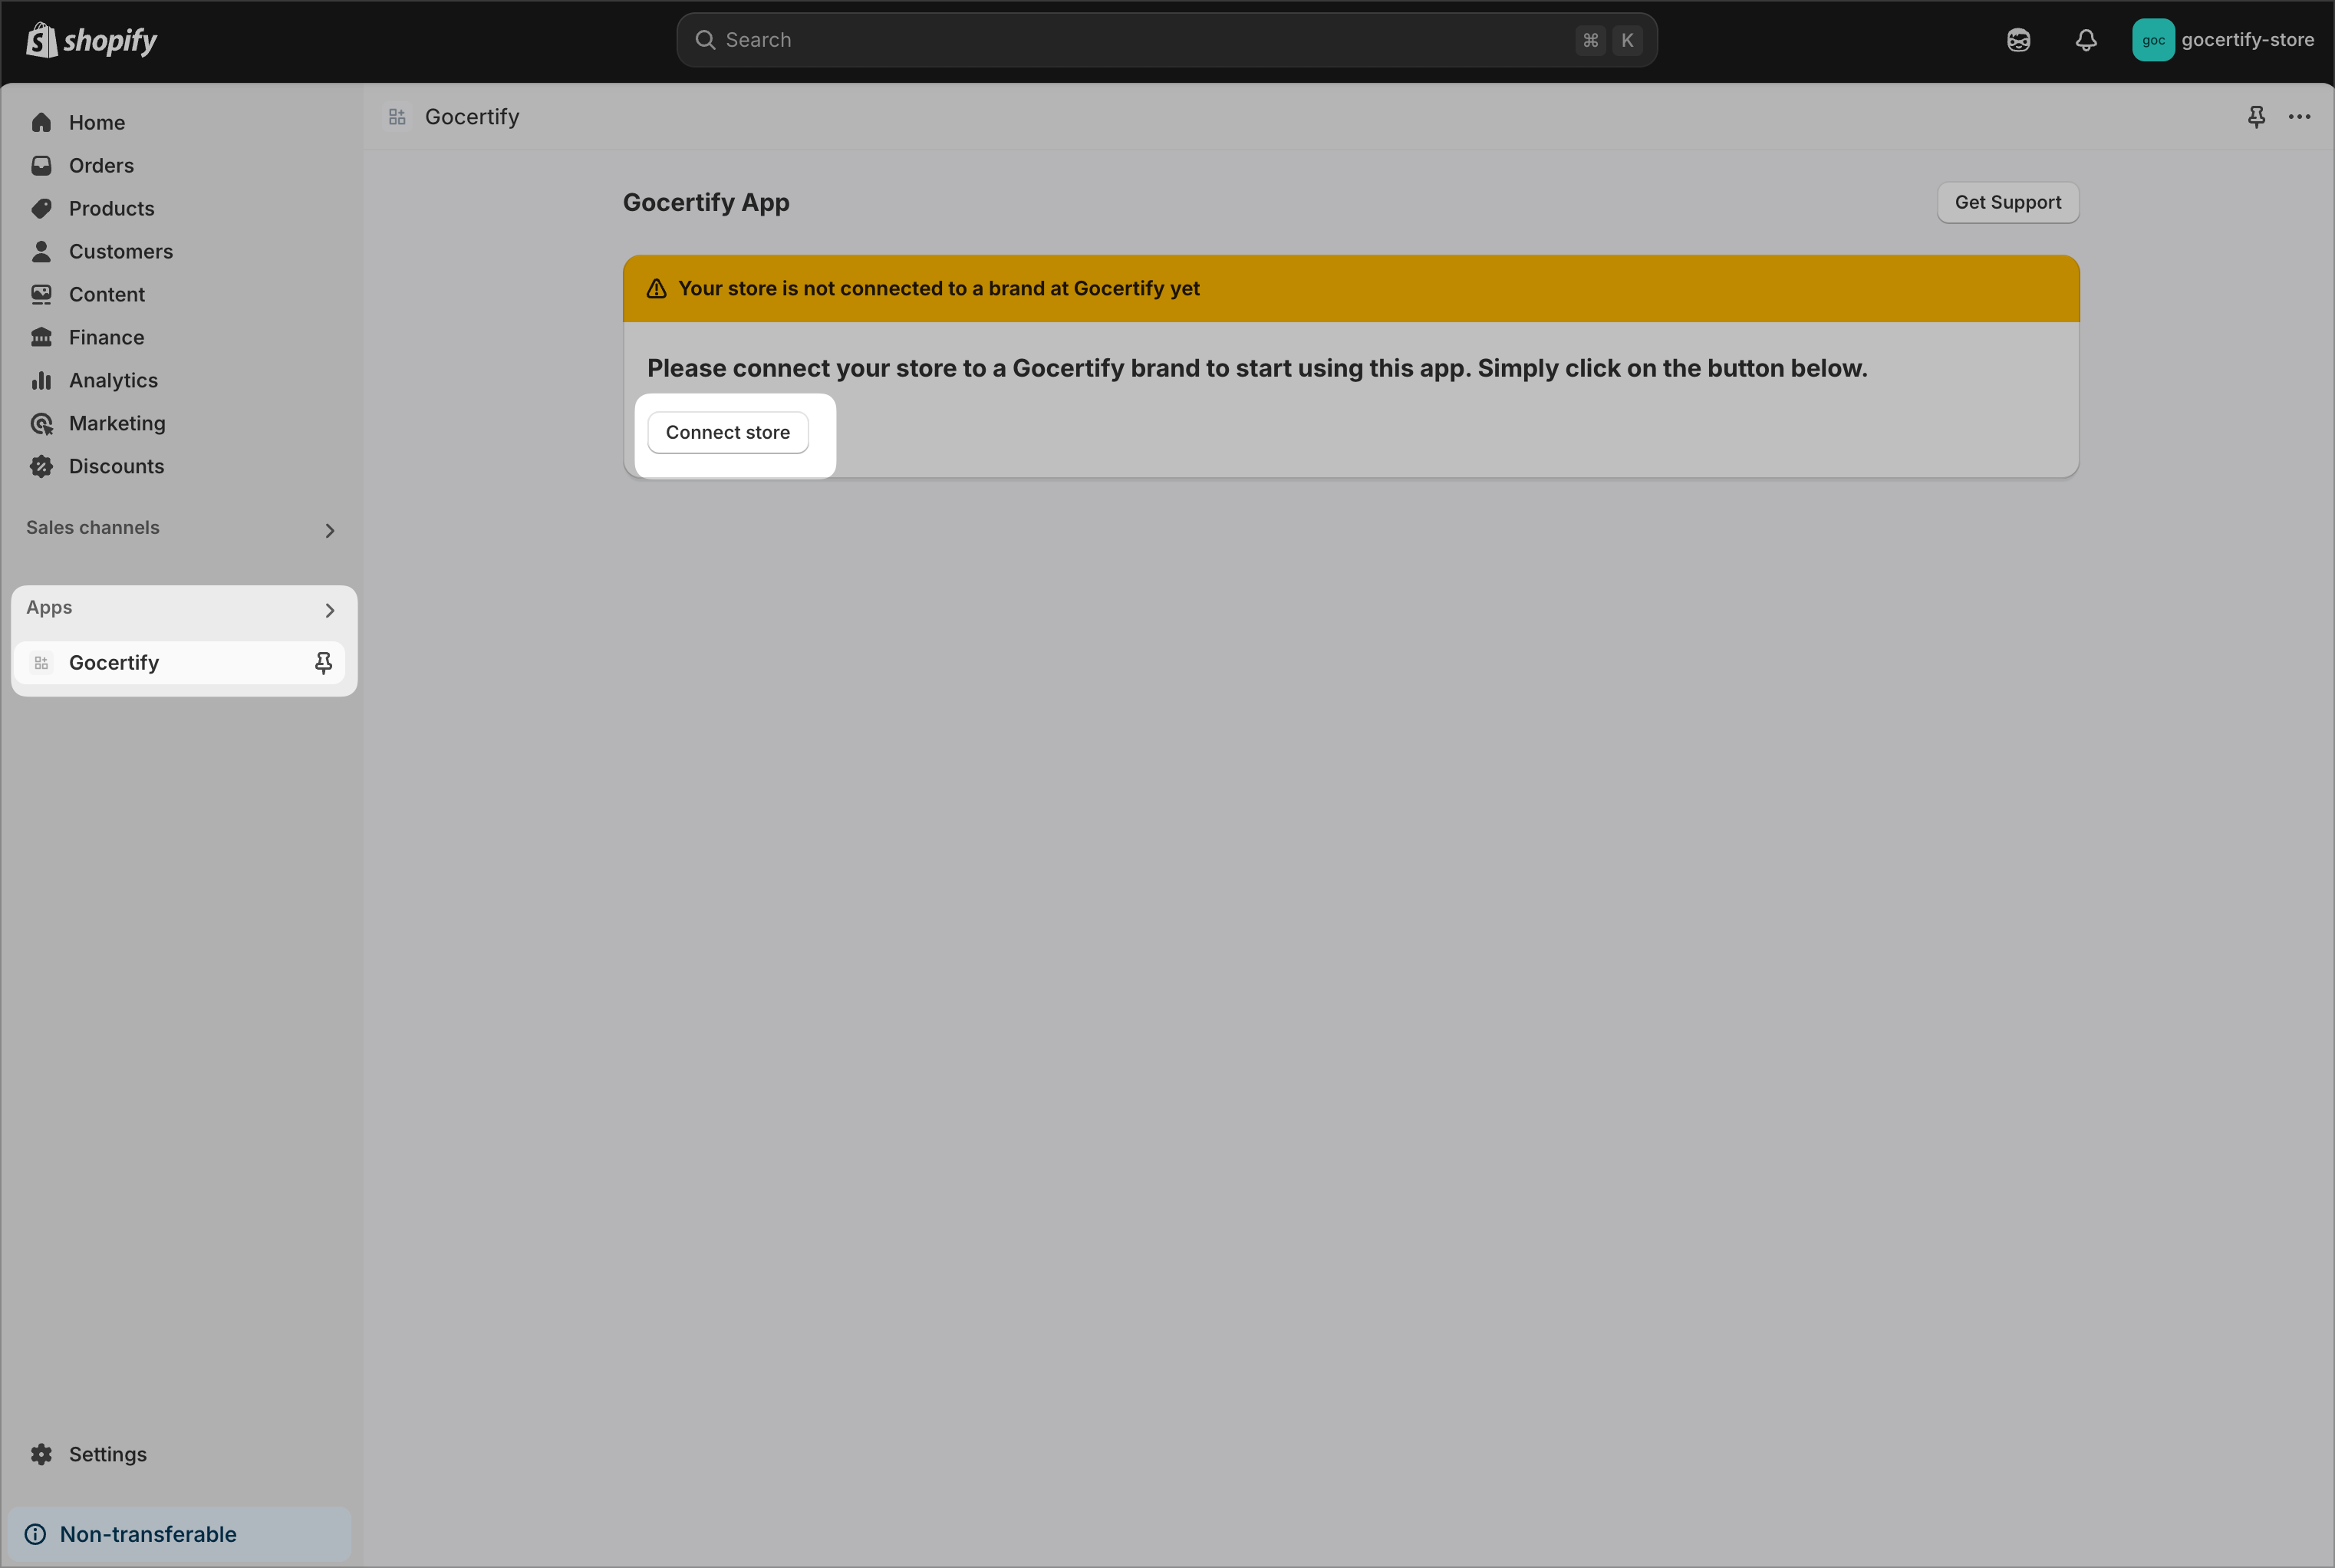 shopify
Search
⌘ K
goc
gocertify-store
Home
Orders
Products
Customers
Content
Finance
Analytics
Marketing
Discounts
Sales channels
Apps
Gocertify
Settings
Non-transferable
Gocertify
Gocertify App
Get Support
Your store is not connected to a brand at Gocertify yet
Please connect your store to a Gocertify brand to start using this app. Simply click on the button below.
Connect store